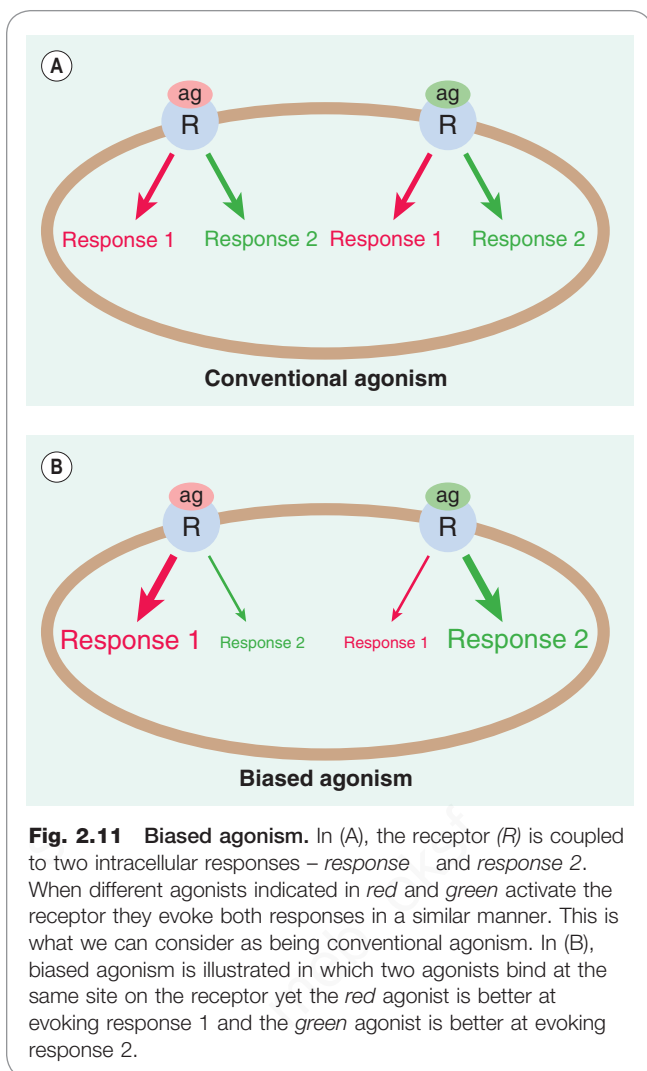 A
ag ag
R R
Response 1 Response 2 Response 1 Response 2
Conventional agonism
B
ag ag
R R
Response 1 Response 2 Response 1 Response 2
Biased agonism
Fig. 2.11 Biased agonism. In (A), the receptor (R) is coupled
to two intracellular responses – response and response 2.
When different agonists indicated in red and green activate the
receptor they evoke both responses in a similar manner. This is
what we can consider as being conventional agonism. In (B),
biased agonism is illustrated in which two agonists bind at the
same site on the receptor yet the red agonist is better at
evoking response 1 and the green agonist is better at evoking
response 2.